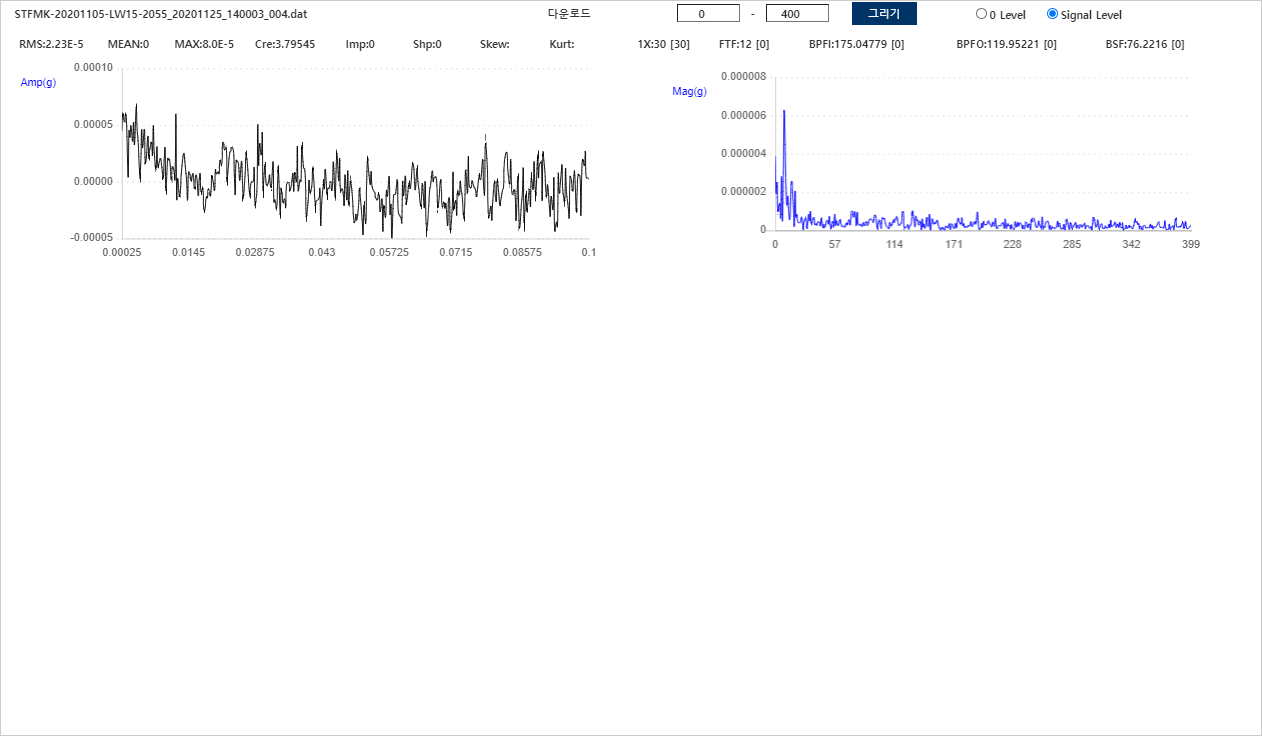 STFMK-20201105-LW15-2055_20201125_140003_004.dat 다운로드 0 - 400 그리기 0 Level Signal Level
RMS:2.23E-5 MEAN:0 MAX:8.0E-5 Cre:3.79545 Imp:0 Shp:0 Skew: Kurt: 1X:30 [30] FTF:12 [0] BPFI:175.04779 [0] BPFO:119.95221 [0] BSF:76.2216 [0]
Amp(g)
0.00010
0.00005
0.00000
-0.00005
0.00025 0.0145 0.02875 0.043 0.05725 0.0715 0.08575 0.1
Mag(g)
0.000008
0.000006
0.000004
0.000002
0
0 57 114 171 228 285 342 399